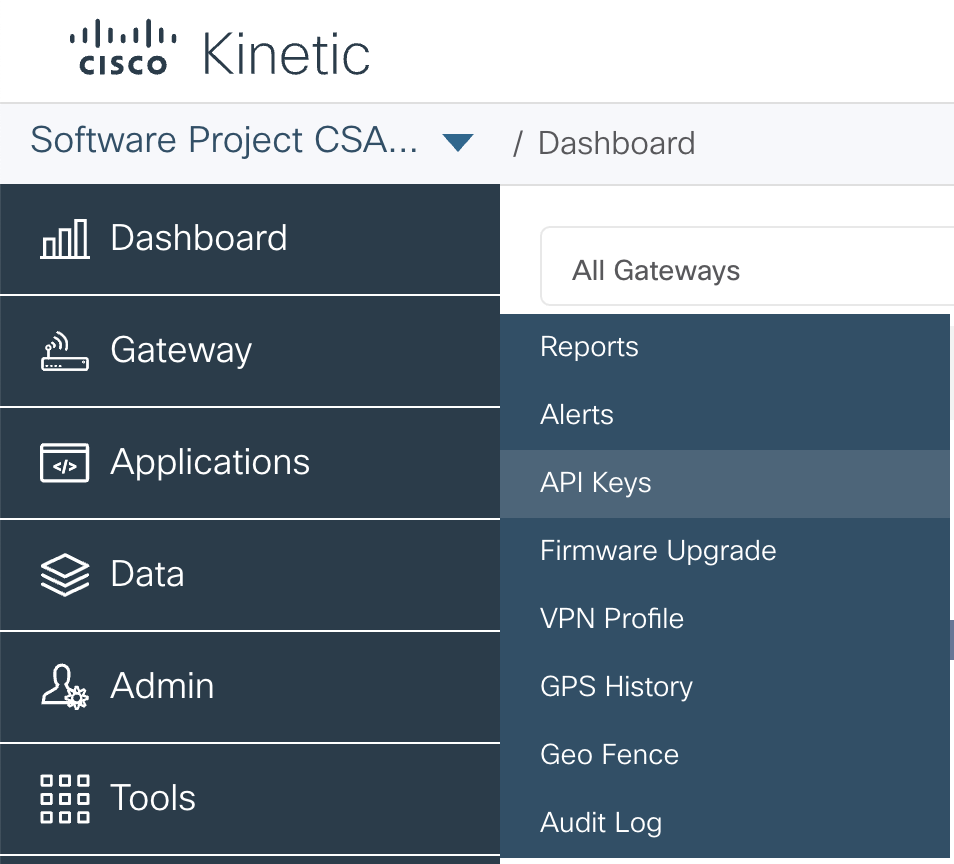 cisco Kinetic
Software Project CSA... / Dashboard
Dashboard
Gateway
Applications
</>
Data
Admin
Tools
All Gateways
Reports
Alerts
API Keys
Firmware Upgrade
VPN Profile
GPS History
Geo Fence
Audit Log